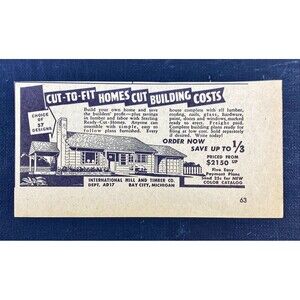 CUT-TO-FIT HOMES CUT BUILDING COSTS
CHOICE
OF
57
DESIGNS
Build your own home and save
the builders' profit—plus savings
in lumber and labor with Sterling
Ready-Cut-Homes. Anyone can
assemble with simple, easy to
follow plans furnished. Every
house complete with all lumber,
roofing, nails, glass, hardware,
paint, doors and windows, marked
ready to erect. Freight paid.
Complete building plans ready for
fitting at low cost. Sold separately
if desired. Write today!
ORDER NOW
SAVE UP TO 1/3
PRICED FROM
$2150 UP
Five Easy
Payment Plans
Send 25c for NEW
COLOR CATALOG
INTERNATIONAL MILL AND TIMBER CO.
DEPT. AD17 BAY CITY, MICHIGAN
63